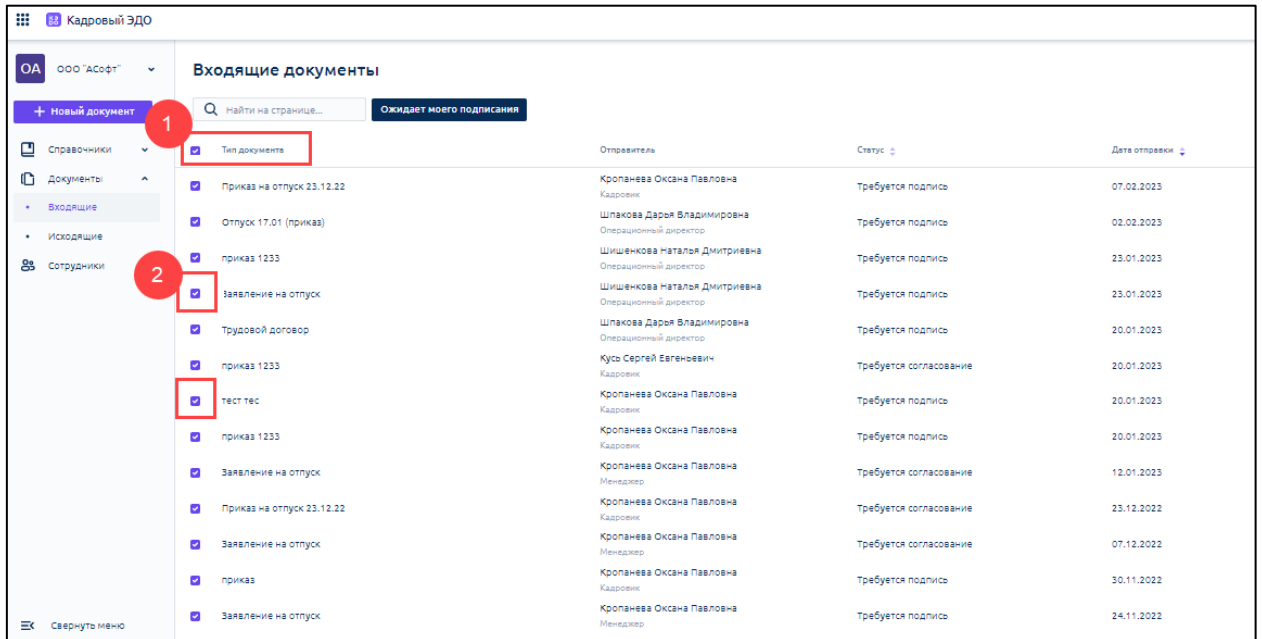 Кадровый ЭДО
ОА ООО "АСофт"
+ Новый документ
Справочники
Документы
Входящие
Исходящие
Сотрудники
Свернуть меню
Входящие документы
Найти на странице... Ожидает моего подписания
1
2
Тип документа Отправитель Статус Дата отправки
Приказ на отпуск 23.12.22 Кропанева Оксана Павловна Требуется подпись 07.02.2023
Кадровик
Отпуск 17.01 (приказ) Шпакова Дарья Владимировна Требуется подпись 02.02.2023
Операционный директор
приказ 1233 Шишенкова Наталья Дмитриевна Требуется подпись 23.01.2023
Операционный директор
Заявление на отпуск Шишенкова Наталья Дмитриевна Требуется подпись 23.01.2023
Операционный директор
Трудовой договор Шпакова Дарья Владимировна Требуется подпись 20.01.2023
Операционный директор
приказ 1233 Кусь Сергей Евгеньевич Требуется согласование 20.01.2023
Кадровик
тест тес Кропанева Оксана Павловна Требуется подпись 20.01.2023
Кадровик
приказ 1233 Кропанева Оксана Павловна Требуется подпись 20.01.2023
Кадровик
Заявление на отпуск Кропанева Оксана Павловна Требуется согласование 12.01.2023
Менеджер
Приказ на отпуск 23.12.22 Кропанева Оксана Павловна Требуется согласование 23.12.2022
Кадровик
Заявление на отпуск Кропанева Оксана Павловна Требуется согласование 07.12.2022
Менеджер
приказ Кропанева Оксана Павловна Требуется подпись 30.11.2022
Кадровик
Заявление на отпуск Кропанева Оксана Павловна Требуется подпись 24.11.2022
Менеджер